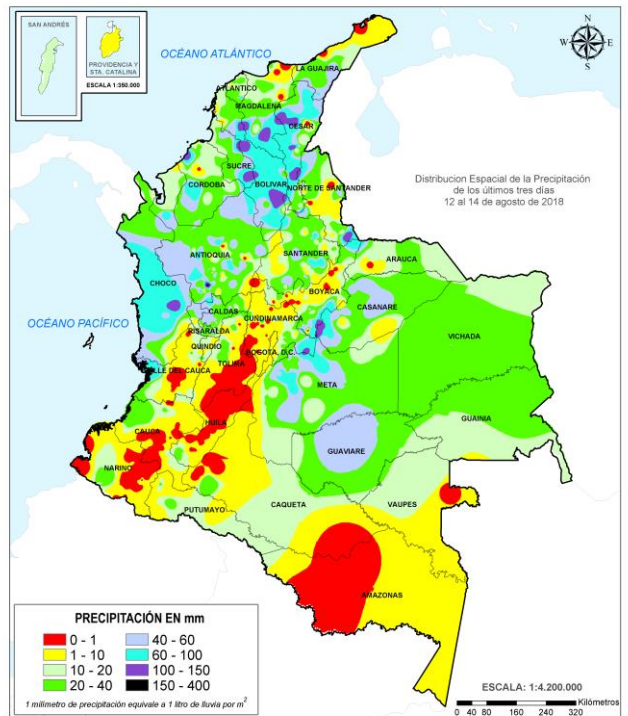 SAN ANDRÉS
PROVIDENCIA Y
STA. CATALINA
ESCALA 1:360.000
OCÉANO ATLÁNTICO
N
W
E
S
LA GUAJIRA
ATLANTICO
MAGDALENA
CESAR
SUCRE
CORDOBA
BOLIVAR
NORTE DE SANTANDER
Distribucion Espacial de la Precipitación
de los últimos tres días
12 al 14 de agosto de 2018
ANTIOQUIA
SANTANDER
ARAUCA
CHOCO
BOYACA
CASANARE
OCÉANO PACÍFICO
CALDAS
CUNDINAMARCA
RISARALDA
VICHADA
QUINDIO
BOGOTA, D.C.
TOLIMA
VALLE DEL CAUCA
META
GUAINIA
CAUCA
HUILA
GUAVIARE
NARIÑO
CAQUETA
VAUPES
PUTUMAYO
AMAZONAS
PRECIPITACIÓN EN mm
0 - 1
40 - 60
1 - 10
60 - 100
10 - 20
100 - 150
20 - 40
150 - 400
1 milimetro de precipitación equivale a 1 litro de lluvia por m²
ESCALA: 1:4.200.000
Kilómetros
0 40 80 160 240 320